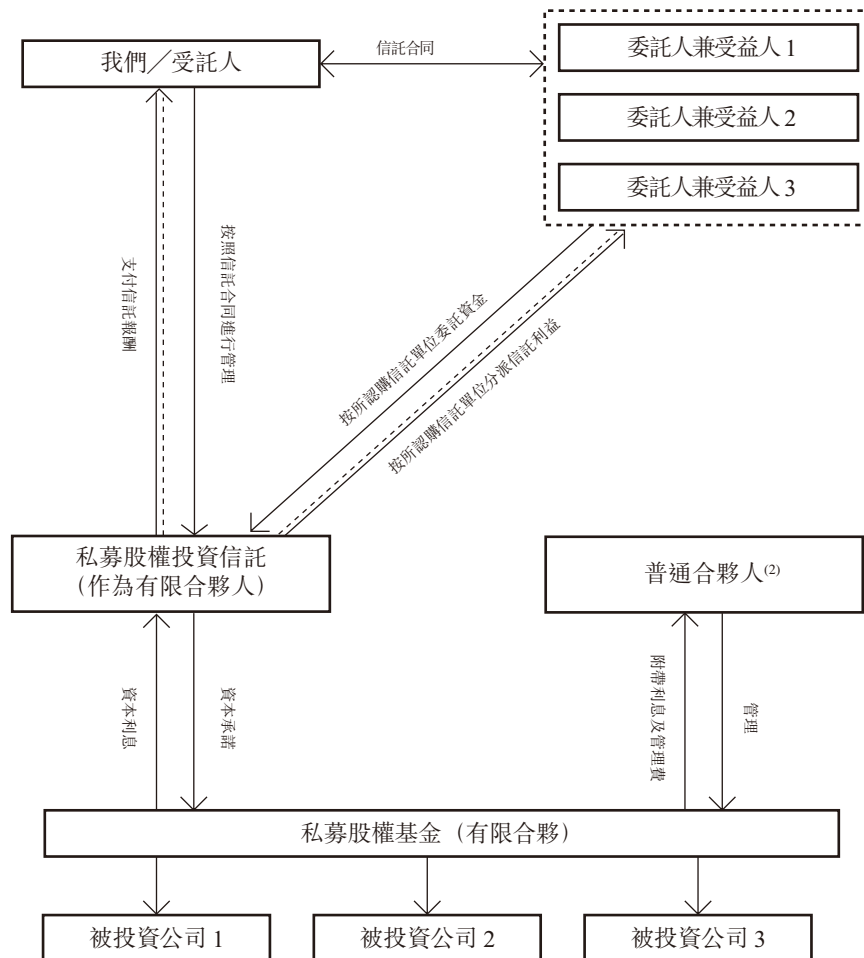 我們／受託人
信託合同
委託人兼受益人 1
委託人兼受益人 2
委託人兼受益人 3
支付信託報酬
按照信託合同進行管理
按所認購信託單位委託資金
按所認購信託單位分派信託利益
私募股權投資信託
（作為有限合夥人）
普通合夥人(2)
資本利息
資本承諾
附帶利息及管理費
管理
私募股權基金（有限合夥）
被投資公司 1
被投資公司 2
被投資公司 3